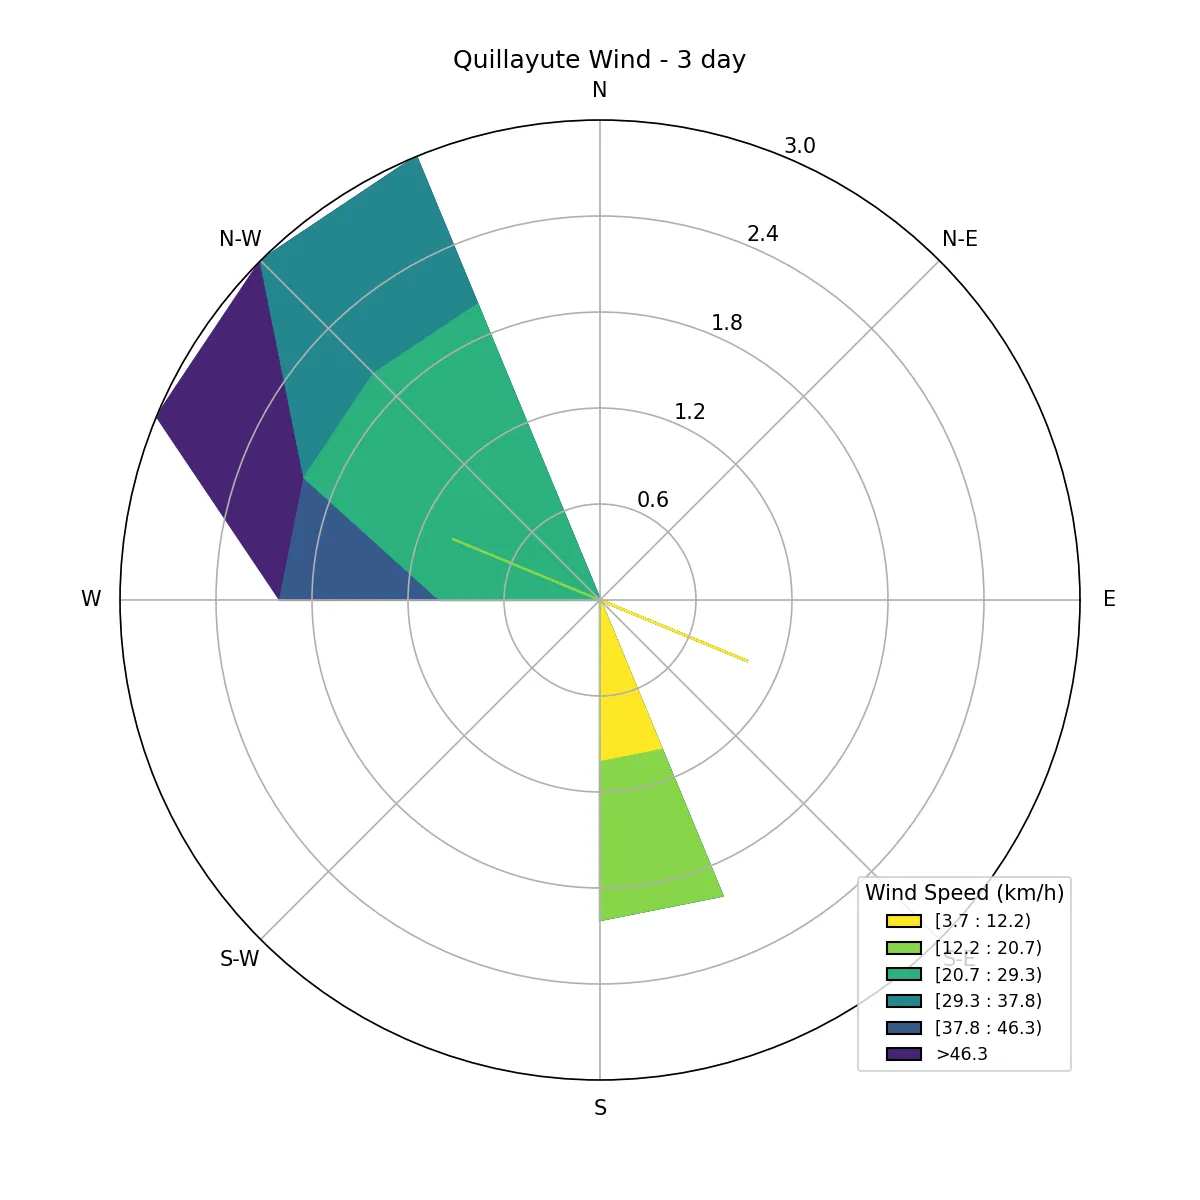 Quillayute Wind - 3 day
N
3.0
N-W
N-E
2.4
1.8
1.2
0.6
W
E
S-W
S-E
Wind Speed (km/h)
[3.7 : 12.2)
[12.2 : 20.7)
[20.7 : 29.3)
[29.3 : 37.8)
[37.8 : 46.3)
>46.3
S